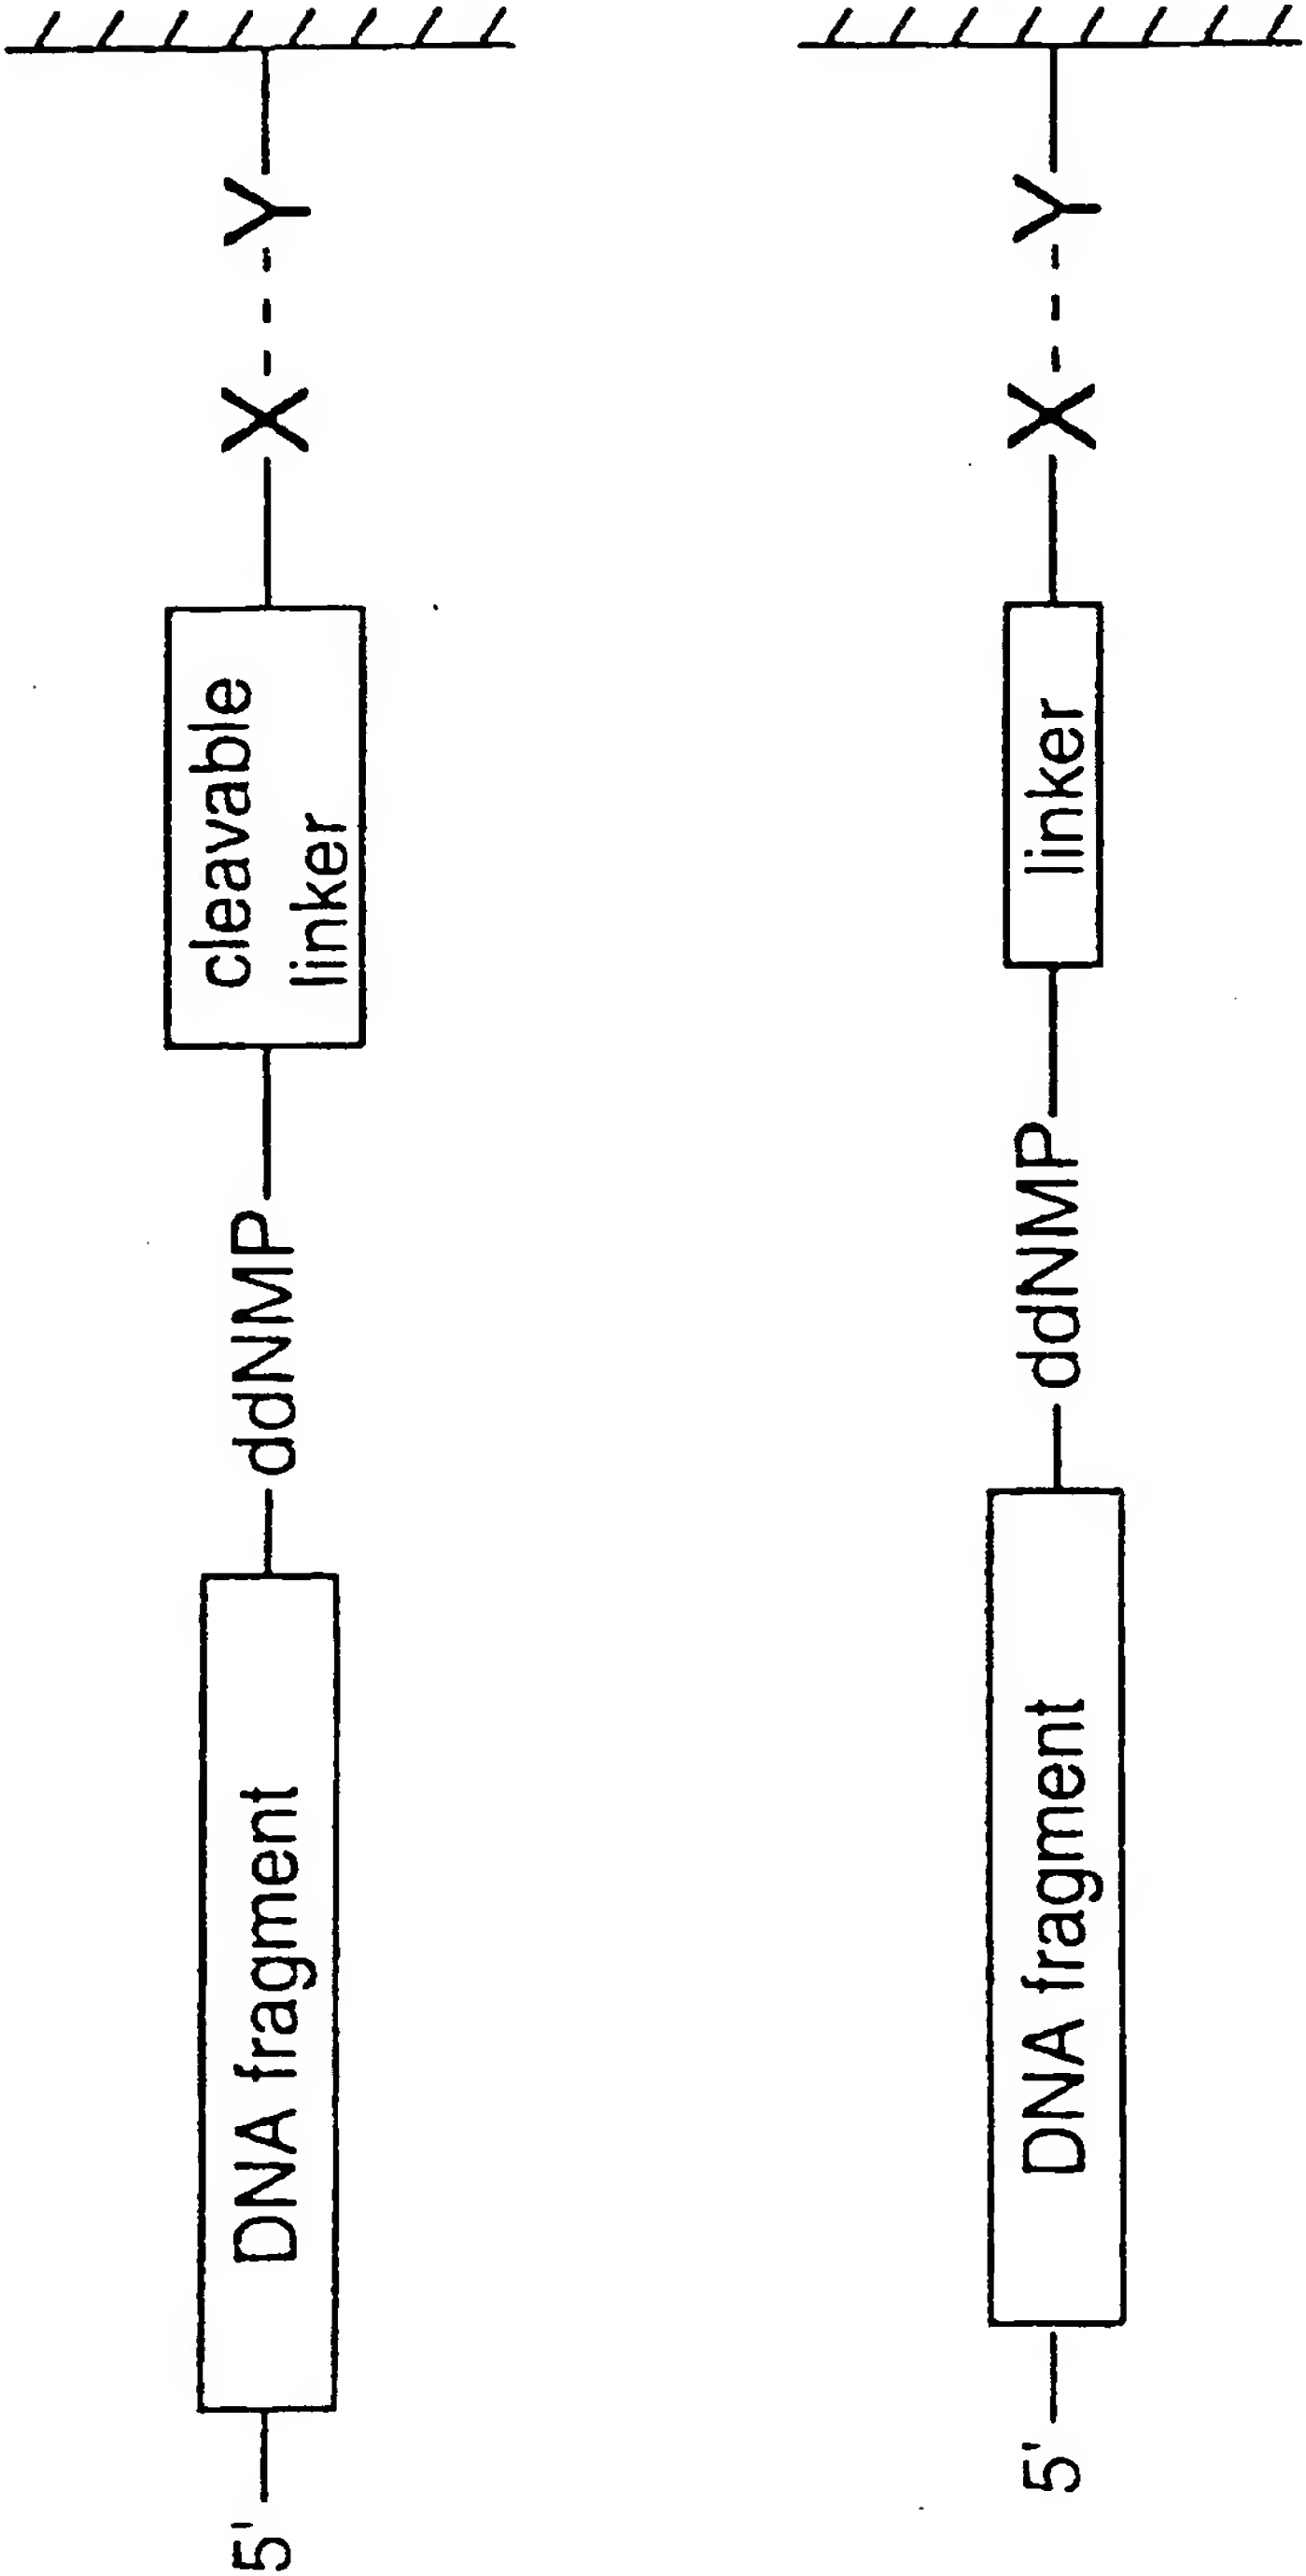 5' DNA fragment ddNMP cleavable
linker X Y
5' DNA fragment ddNMP linker X Y